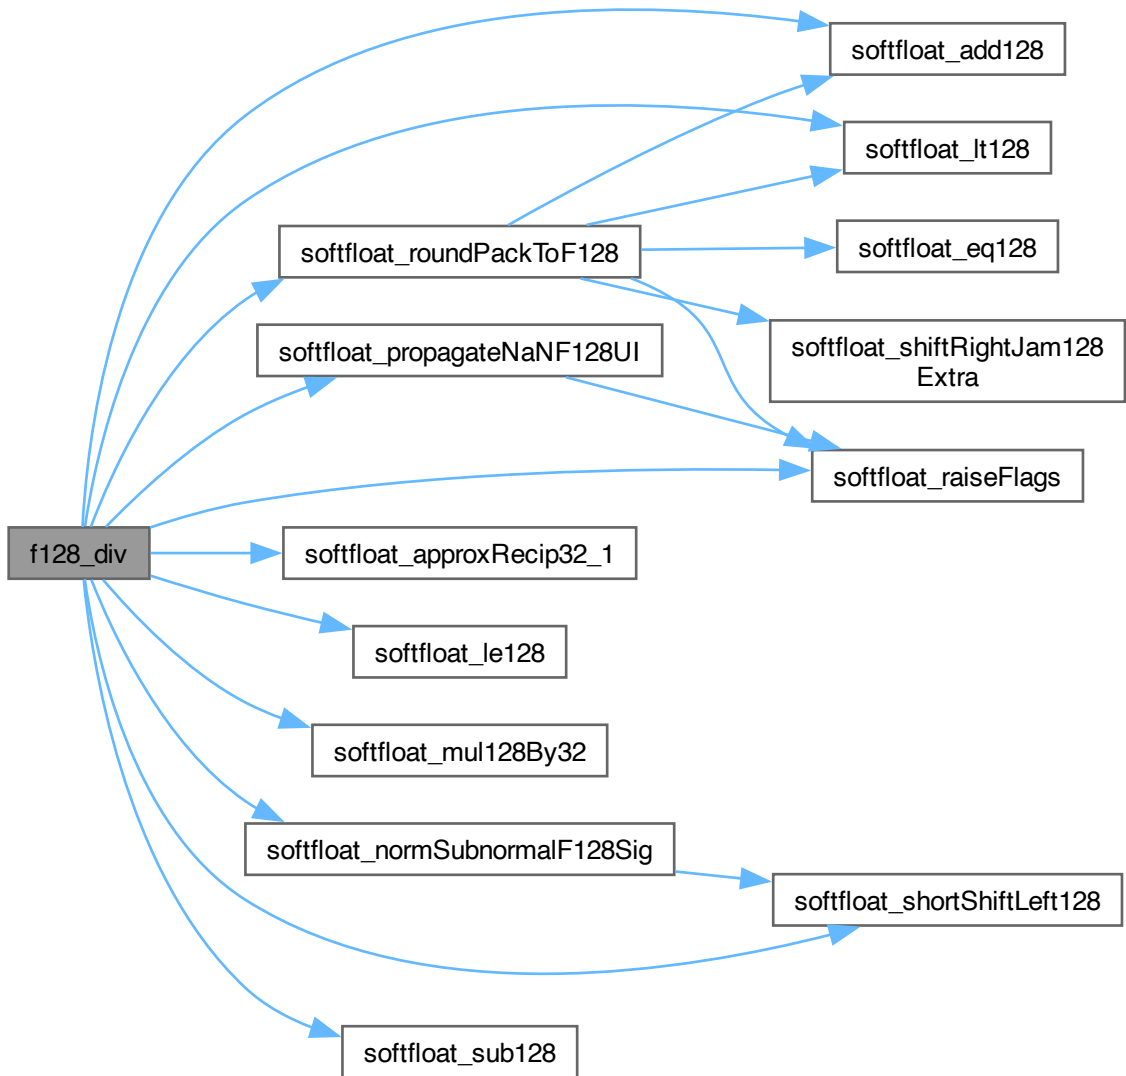 softfloat_add128
softfloat_lt128
softfloat_roundPackToF128
softfloat_eq128
softfloat_propagateNaNF128UI
softfloat_shiftRightJam128
Extra
softfloat_raiseFlags
f128_div
softfloat_approxRecip32_1
softfloat_le128
softfloat_mul128By32
softfloat_normSubnormalF128Sig
softfloat_shortShiftLeft128
softfloat_sub128